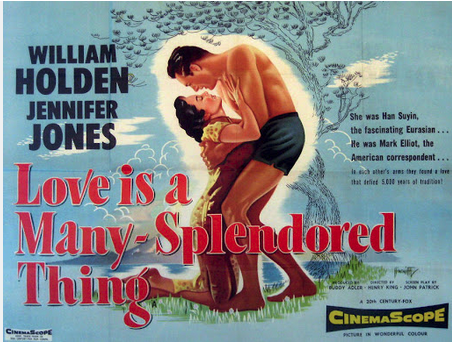 WILLIAM
HOLDEN
JENNIFER
JONES
She was Han Suyin,
the fascinating Eurasian . . .
He was Mark Elliot, the
American correspondent . . .
In each other's arms they found a love
that defied 5,000 years of tradition!
Love is a
Many-Splendored
Thing
PRODUCED BY
BUDDY ADLER
DIRECTED BY
HENRY KING
SCREEN PLAY BY
JOHN PATRICK
A 20th CENTURY-FOX
CINEMASCOPE
PICTURE IN WONDERFUL COLOUR
CINEMASCOPE